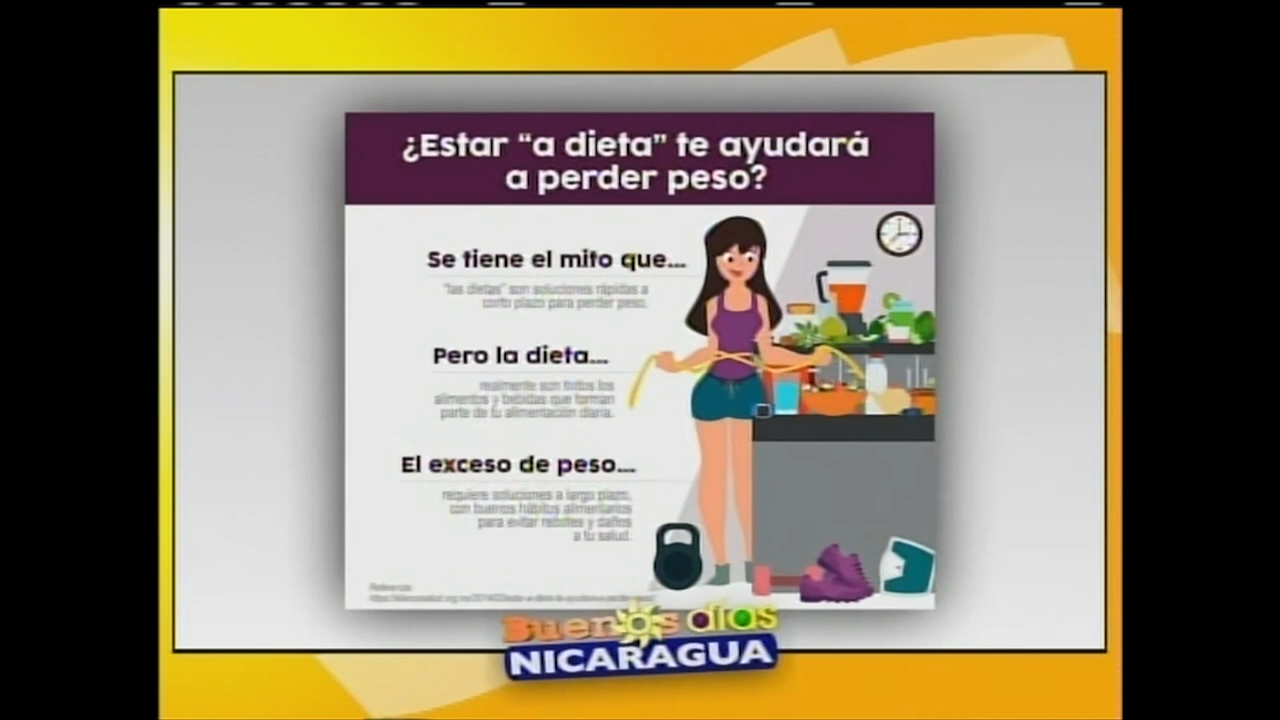 ¿Estar "a dieta" te ayudará
a perder peso?
Se tiene el mito que...
"las dietas" son soluciones rápidas a
corto plazo para perder peso.
Pero la dieta...
realmente son todos los
alimentos y bebidas que forman
parte de tu alimentación diaria.
El exceso de peso...
requiere soluciones a largo plazo,
con buenos hábitos alimentarios
para evitar rebotes y daños
a tu salud.
Referencia:
Buenos días
NICARAGUA